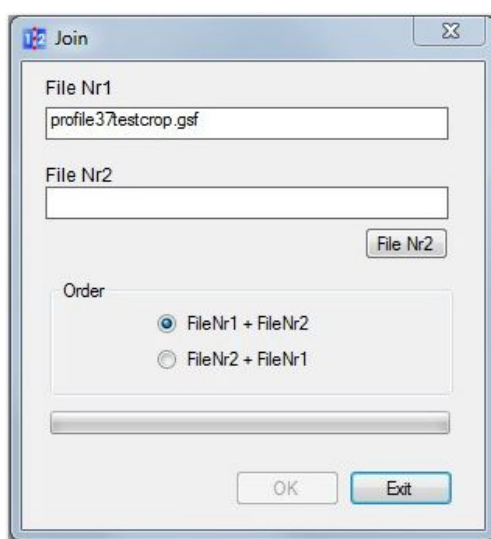 Join
File Nr1
profile37testcrop.gsf
File Nr2
File Nr2
Order
FileNr1 + FileNr2
FileNr2 + FileNr1
OK
Exit